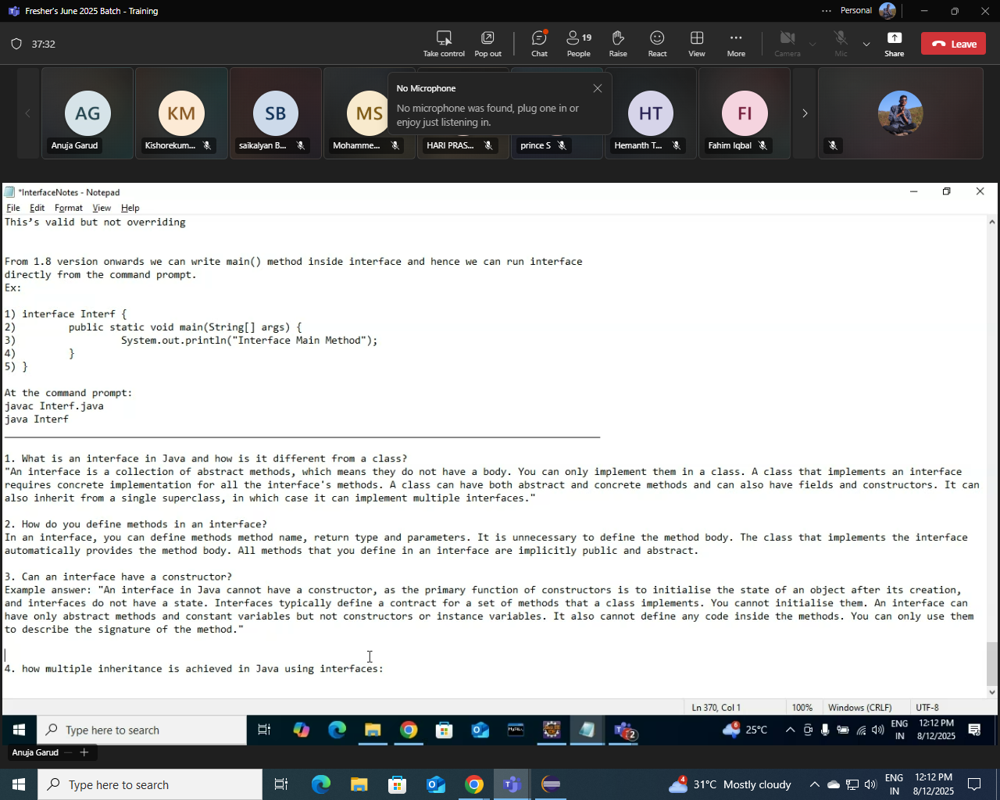 Fresher's June 2025 Batch - Training
Personal
37:32
Take control
Pop out
Chat
19
People
Raise
React
View
More
Camera
Mic
Share
Leave
AG
Anuja Garud
KM
Kishorekum...
SB
saikalyan B...
MS
Mohamme...
HARI PRAS...
prince S
HT
Hemanth T...
FI
Fahim Iqbal
No Microphone
No microphone was found, plug one in or
enjoy just listening in.
*InterfaceNotes - Notepad
File Edit Format View Help
This's valid but not overriding
From 1.8 version onwards we can write main() method inside interface and hence we can run interface
directly from the command prompt.
Ex:
1) interface Interf {
2) public static void main(String[] args) {
3) System.out.println("Interface Main Method");
4) }
5) }
At the command prompt:
javac Interf.java
java Interf
1. What is an interface in Java and how is it different from a class?
"An interface is a collection of abstract methods, which means they do not have a body. You can only implement them in a class. A class that implements an interface
requires concrete implementation for all the interface's methods. A class can have both abstract and concrete methods and can also have fields and constructors. It can
also inherit from a single superclass, in which case it can implement multiple interfaces."
2. How do you define methods in an interface?
In an interface, you can define methods method name, return type and parameters. It is unnecessary to define the method body. The class that implements the interface
automatically provides the method body. All methods that you define in an interface are implicitly public and abstract.
3. Can an interface have a constructor?
Example answer: "An interface in Java cannot have a constructor, as the primary function of constructors is to initialise the state of an object after its creation,
and interfaces do not have a state. Interfaces typically define a contract for a set of methods that a class implements. You cannot initialise them. An interface can
have only abstract methods and constant variables but not constructors or instance variables. It also cannot define any code inside the methods. You can only use them
to describe the signature of the method."
4. how multiple inheritance is achieved in Java using interfaces:
Ln 370, Col 1
100%
Windows (CRLF)
UTF-8
Type here to search
2
6
25°C
ENG
IN
12:12 PM
8/12/2025
Anuja Garud
Type here to search
4
31°C Mostly cloudy
ENG
IN
12:12 PM
8/12/2025